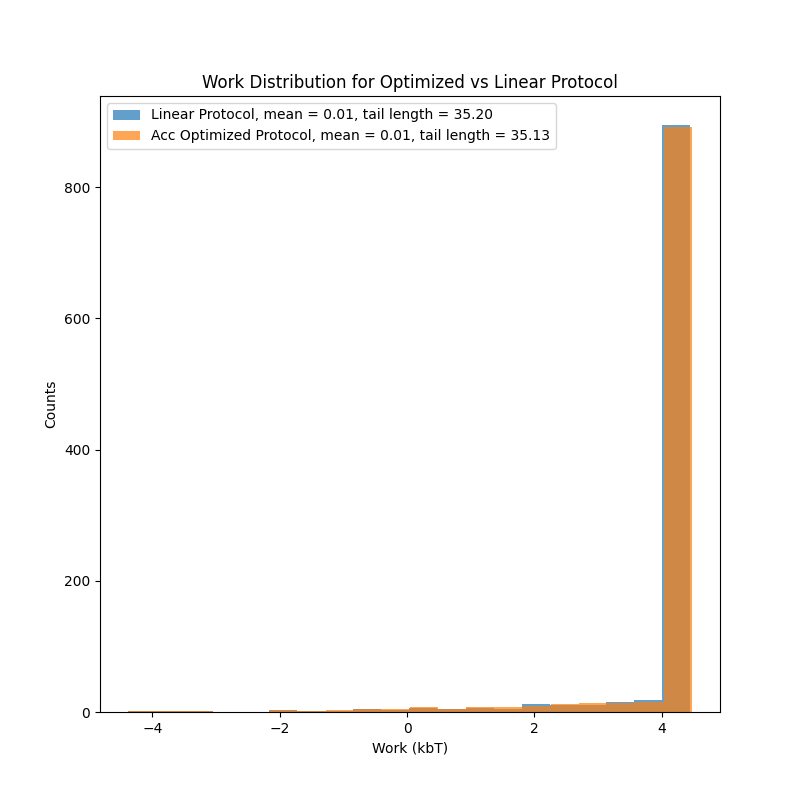 Work Distribution for Optimized vs Linear Protocol
Linear Protocol, mean = 0.01, tail length = 35.20
Acc Optimized Protocol, mean = 0.01, tail length = 35.13
800
600
400
200
0
Counts
−4
−2
0
2
4
Work (kbT)